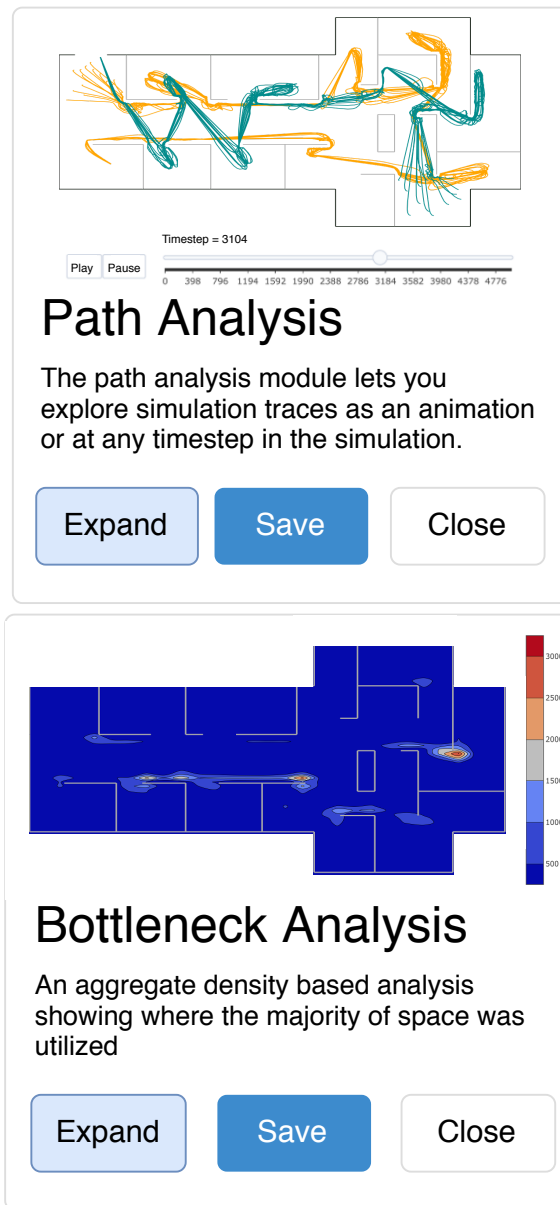 Timestep = 3104
Play Pause
0 398 796 1194 1592 1990 2388 2786 3184 3582 3980 4378 4776
Path Analysis
The path analysis module lets you
explore simulation traces as an animation
or at any timestep in the simulation.
Expand Save Close
3000
2500
2000
1500
1000
500
Bottleneck Analysis
An aggregate density based analysis
showing where the majority of space was
utilized
Expand Save Close